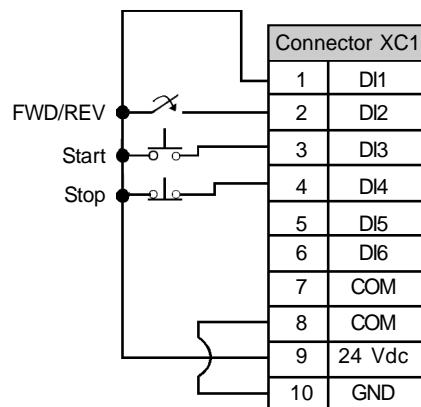 Connector XC1
1 DI1
FWD/REV 2 DI2
Start 3 DI3
Stop 4 DI4
5 DI5
6 DI6
7 COM
8 COM
9 24 Vdc
10 GND